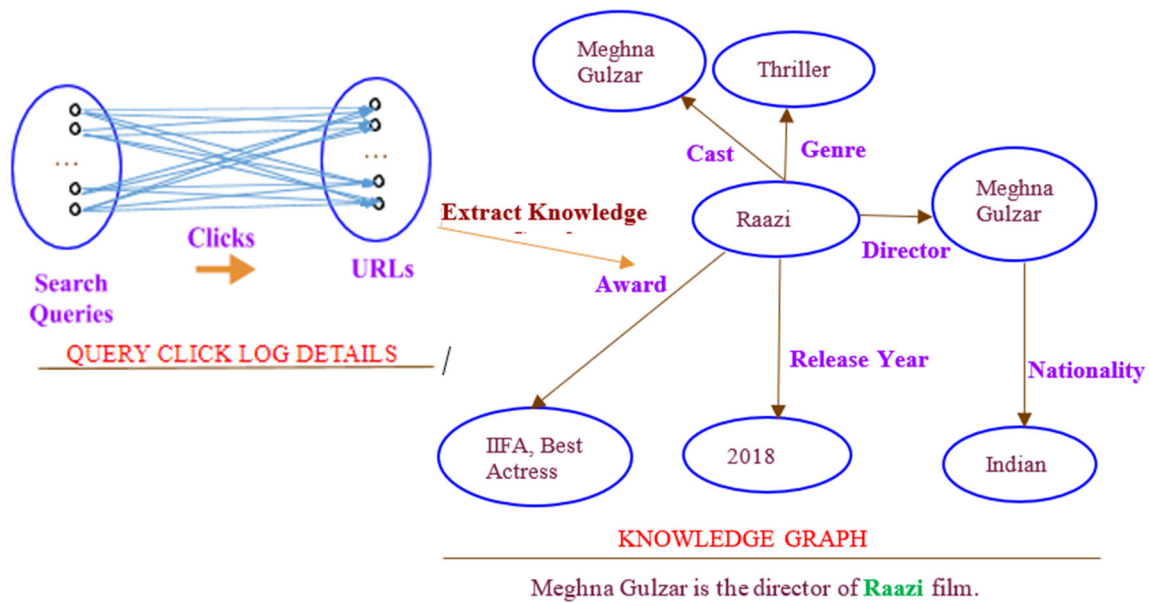 Search
Queries
Clicks
URLs
QUERY CLICK LOG DETAILS /
Extract Knowledge
Meghna
Gulzar
Thriller
Cast
Genre
Raazi
Director
Meghna
Gulzar
Award
Release Year
Nationality
IIFA, Best
Actress
2018
Indian
KNOWLEDGE GRAPH
Meghna Gulzar is the director of Raazi film.